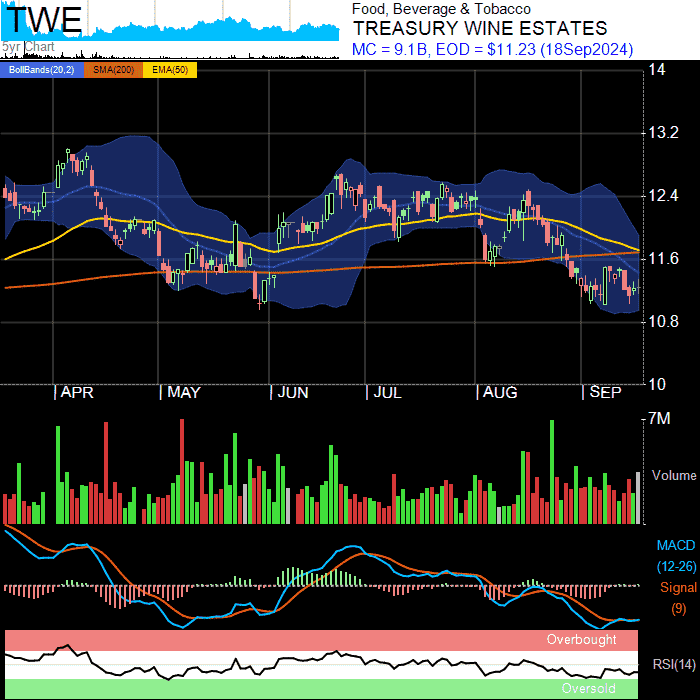 TWE
5yr Chart
Food, Beverage & Tobacco
TREASURY WINE ESTATES
MC = 9.1B, EOD = $11.23 (18Sep2024)
BollBands(20,2) SMA(200) EMA(50)
14
13.2
12.4
11.6
10.8
10
APR MAY JUN JUL AUG SEP
7M
Volume
MACD
(12-26)
Signal
(9)
Overbought
RSI(14)
Oversold